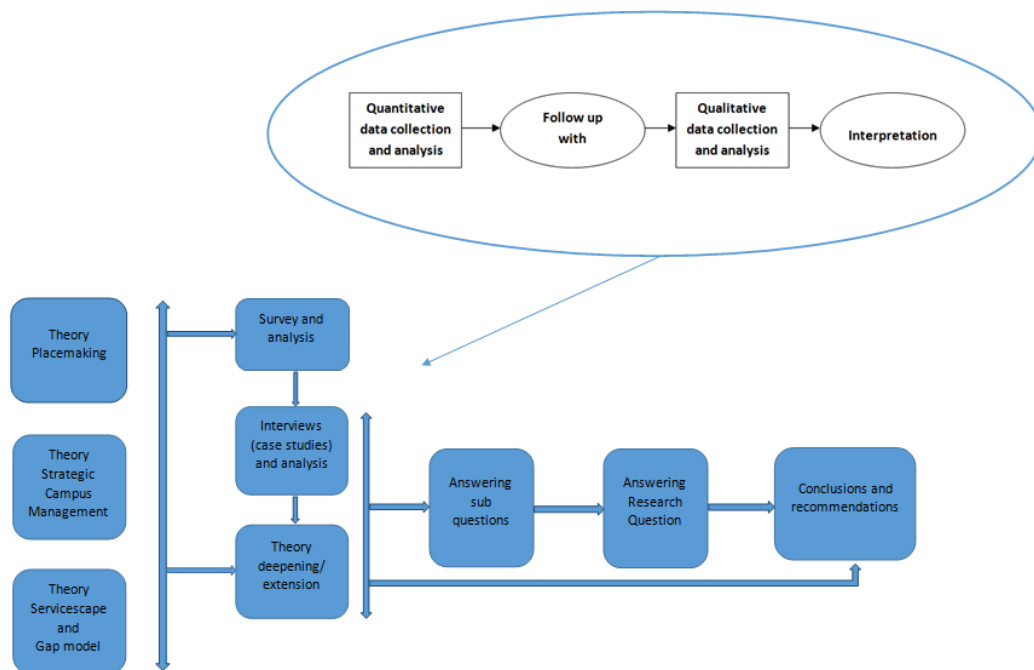 Quantitative
data collection
and analysis
Follow up
with
Qualitative
data collection
and analysis
Interpretation
Theory
Placemaking
Survey and
analysis
Theory
Strategic
Campus
Management
Interviews
(case studies)
and analysis
Answering
sub
questions
Answering
Research
Question
Conclusions and
recommendations
Theory
deepening/
extension
Theory
Servicescape
and
Gap model